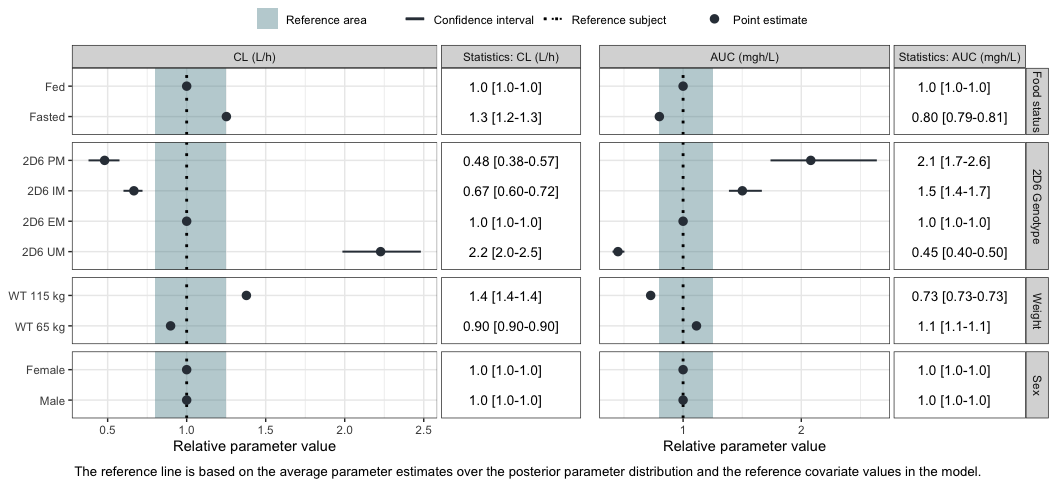 Reference area Confidence interval Reference subject Point estimate
CL (L/h) Statistics: CL (L/h) AUC (mgh/L) Statistics: AUC (mgh/L)
Fed 1.0 [1.0-1.0] 1.0 [1.0-1.0]
Fasted 1.3 [1.2-1.3] 0.80 [0.79-0.81]
Food status
2D6 PM 0.48 [0.38-0.57] 2.1 [1.7-2.6]
2D6 IM 0.67 [0.60-0.72] 1.5 [1.4-1.7]
2D6 EM 1.0 [1.0-1.0] 1.0 [1.0-1.0]
2D6 UM 2.2 [2.0-2.5] 0.45 [0.40-0.50]
2D6 Genotype
WT 115 kg 1.4 [1.4-1.4] 0.73 [0.73-0.73]
WT 65 kg 0.90 [0.90-0.90] 1.1 [1.1-1.1]
Weight
Female 1.0 [1.0-1.0] 1.0 [1.0-1.0]
Male 1.0 [1.0-1.0] 1.0 [1.0-1.0]
Sex
0.5 1.0 1.5 2.0 2.5 1 2
Relative parameter value Relative parameter value
The reference line is based on the average parameter estimates over the posterior parameter distribution and the reference covariate values in the model.